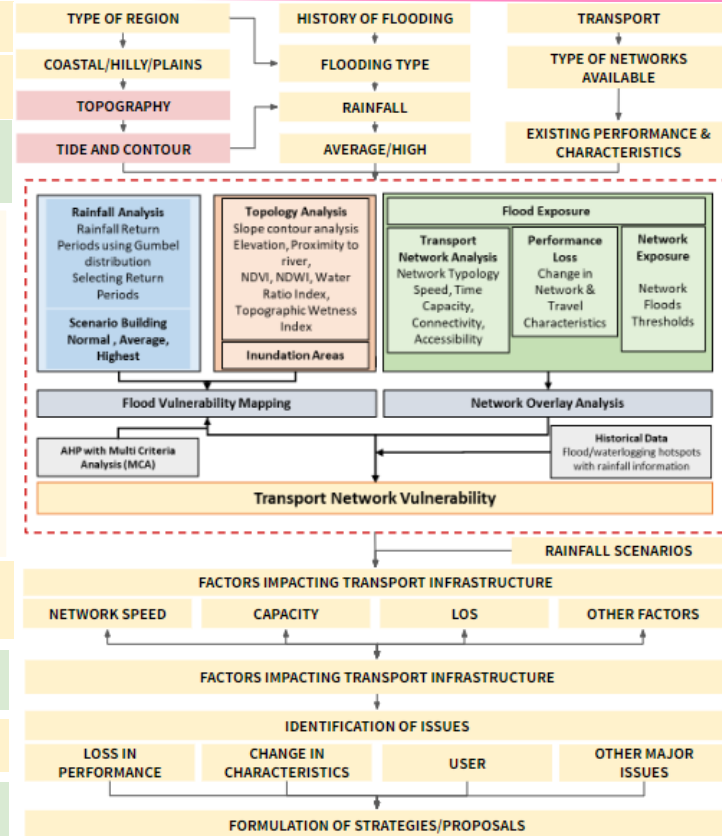 TYPE OF REGION
HISTORY OF FLOODING
TRANSPORT
COASTAL/HILLY/PLAINS
FLOODING TYPE
TYPE OF NETWORKS
AVAILABLE
TOPOGRAPHY
RAINFALL
TIDE AND CONTOUR
AVERAGE/HIGH
EXISTING PERFORMANCE &
CHARACTERISTICS
Rainfall Analysis
Rainfall Return
Periods using Gumbel
distribution
Selecting Return
Periods
Scenario Building
Normal , Average,
Highest
Topology Analysis
Slope contour analysis
Elevation, Proximity to
river,
NDVI, NDWI, Water
Ratio Index,
Topographic Wetness
Index
Inundation Areas
Flood Exposure
Transport
Network Analysis
Network Typology
Speed, Time
Capacity,
Connectivity,
Accessibility
Performance
Loss
Change in
Network &
Travel
Characteristics
Network
Exposure
Network
Floods
Thresholds
Flood Vulnerability Mapping
Network Overlay Analysis
AHP with Multi Criteria
Analysis (MCA)
Historical Data
Flood/waterlogging hotspots
with rainfall information
Transport Network Vulnerability
RAINFALL SCENARIOS
FACTORS IMPACTING TRANSPORT INFRASTRUCTURE
NETWORK SPEED
CAPACITY
LOS
OTHER FACTORS
FACTORS IMPACTING TRANSPORT INFRASTRUCTURE
IDENTIFICATION OF ISSUES
LOSS IN
PERFORMANCE
CHANGE IN
CHARACTERISTICS
USER
OTHER MAJOR
ISSUES
FORMULATION OF STRATEGIES/PROPOSALS